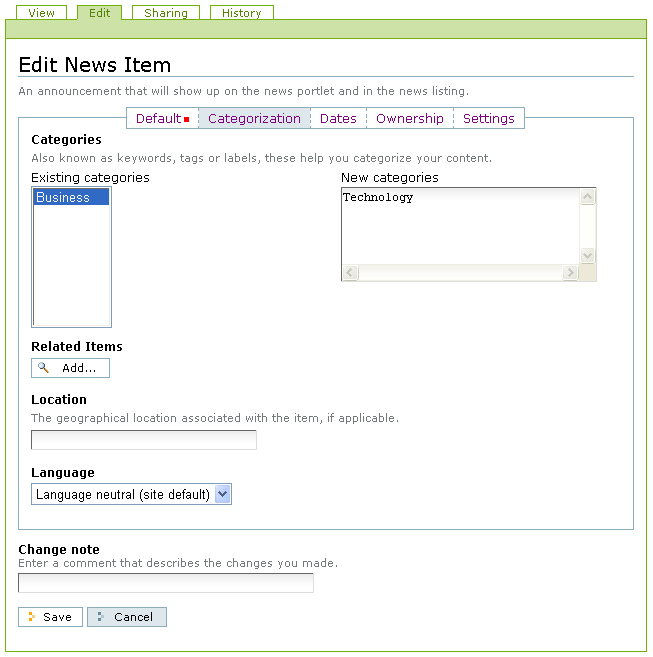 View Edit Sharing History
Edit News Item
An announcement that will show up on the news portlet and in the news listing.
Default Categorization Dates Ownership Settings
Categories
Also known as keywords, tags or labels, these help you categorize your content.
Existing categories New categories
Business Technology
Related Items
Add...
Location
The geographical location associated with the item, if applicable.
Language
Language neutral (site default)
Change note
Enter a comment that describes the changes you made.
Save Cancel